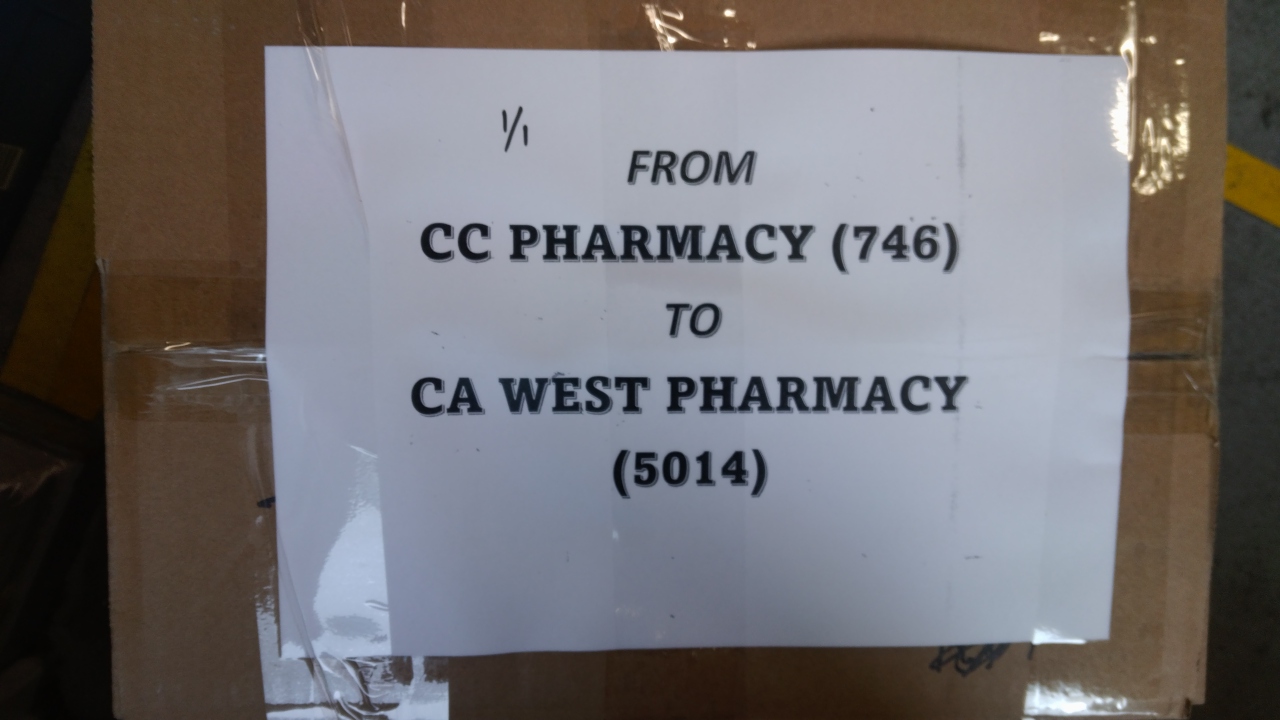 1/1
FROM
CC PHARMACY (746)
TO
CA WEST PHARMACY
(5014)